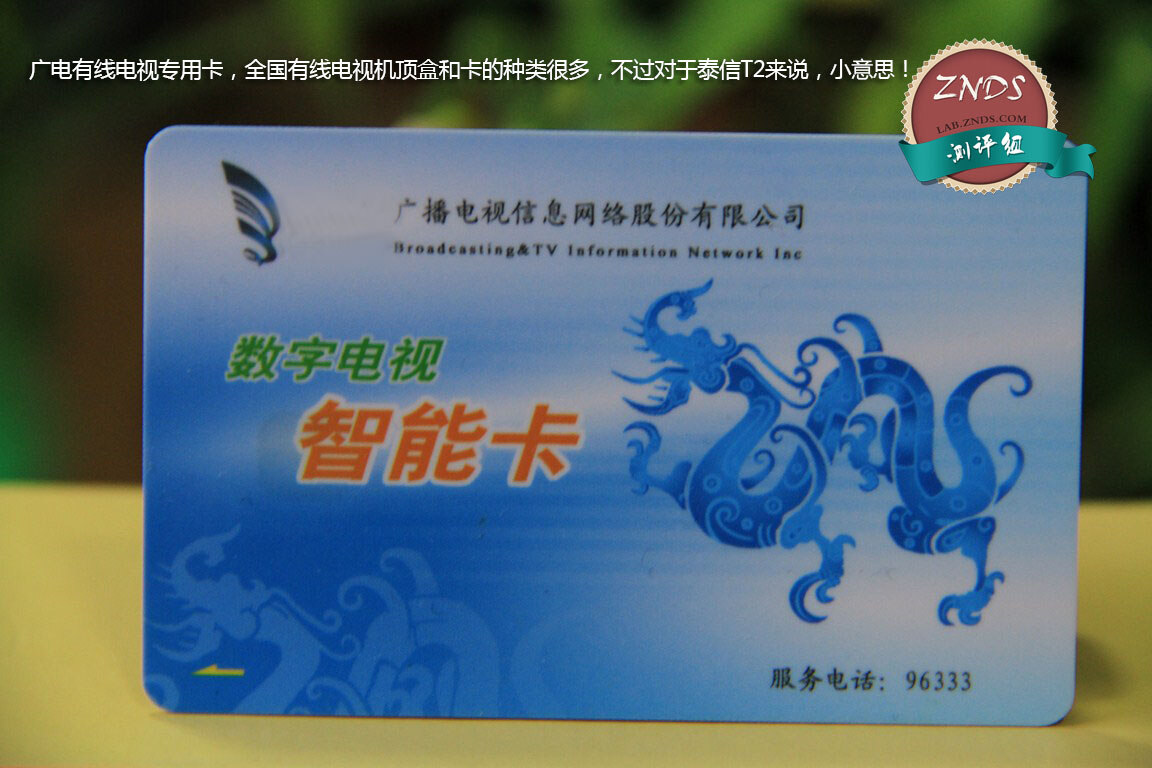 广电有线电视专用卡，全国有线电视机顶盒和卡的种类很多，不过对于泰信T2来说，小意思！
ZNDS
LAB.ZNDS.COM
测评组
广播电视信息网络股份有限公司
Broadcasting&TV Information Network Inc
数字电视
智能卡
服务电话：96333